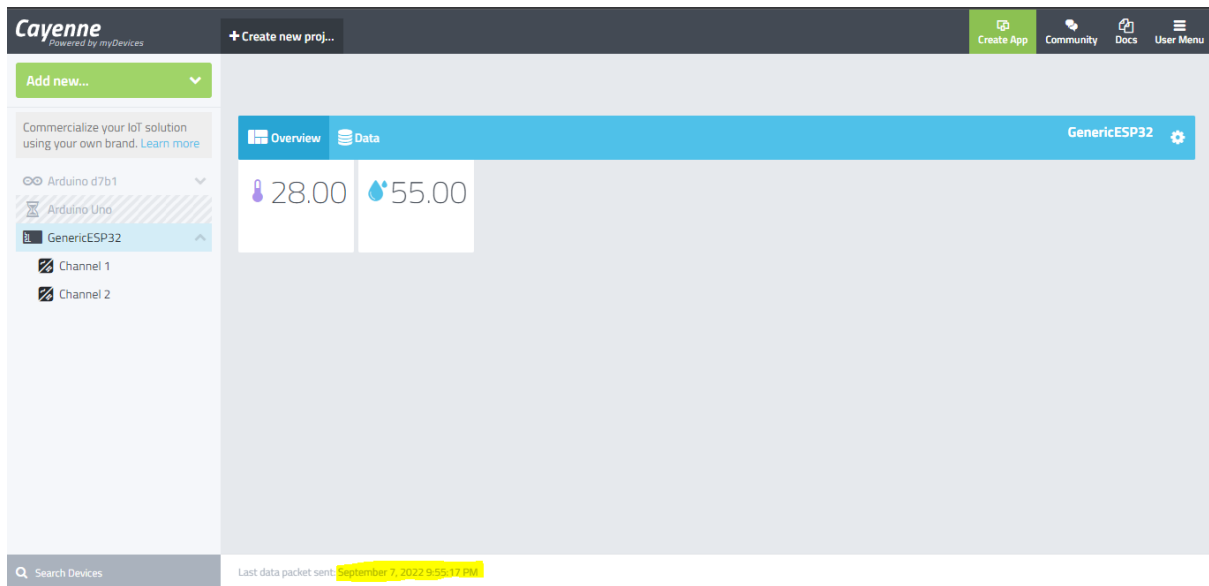 Cayenne
Powered by myDevices
+ Create new proj...
Create App
Community
Docs
User Menu
Add new...
Commercialize your IoT solution
using your own brand. Learn more
Arduino d7b1
Arduino Uno
GenericESP32
Channel 1
Channel 2
Overview
Data
GenericESP32
28.00
55.00
Search Devices
Last data packet sent: September 7, 2022 9:55:17 PM